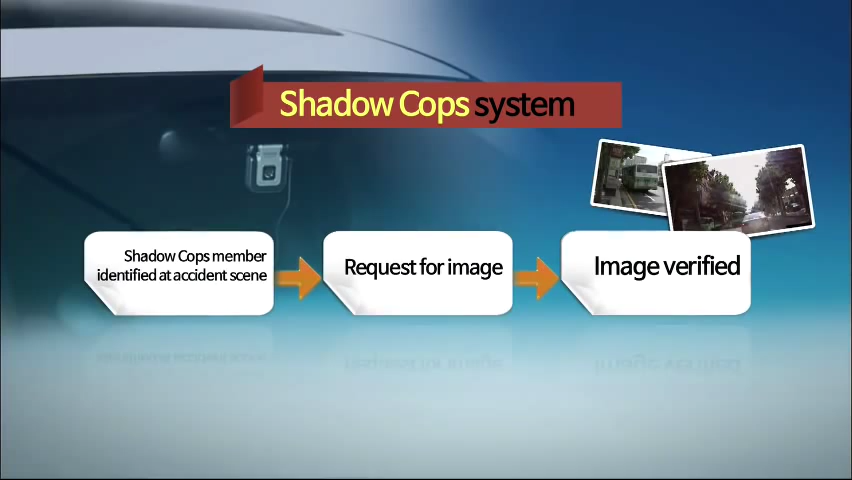 Shadow Cops system
Shadow Cops member
identified at accident scene
Request for image
Image verified